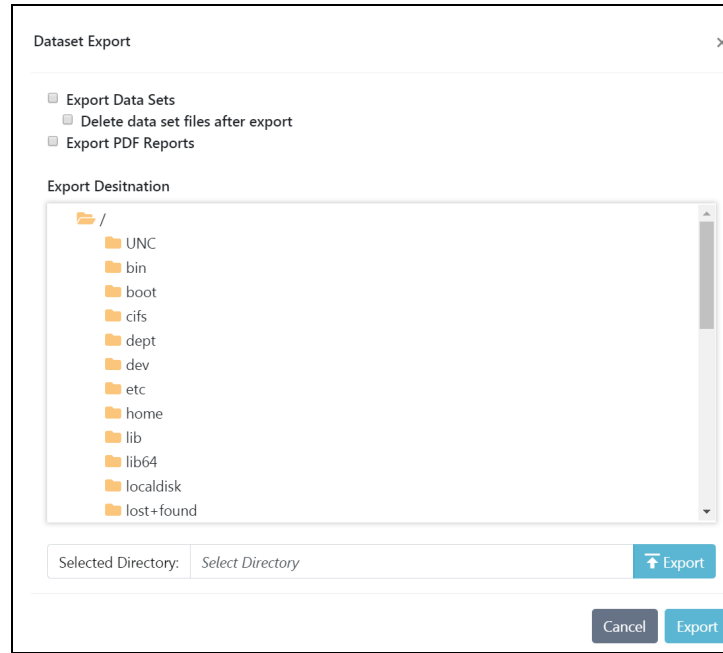 Dataset Export ×
Export Data Sets
Delete data set files after export
Export PDF Reports
Export Desitnation
/
UNC
bin
boot
cifs
dept
dev
etc
home
lib
lib64
localdisk
lost+found
Selected Directory: Select Directory Export
Cancel Export